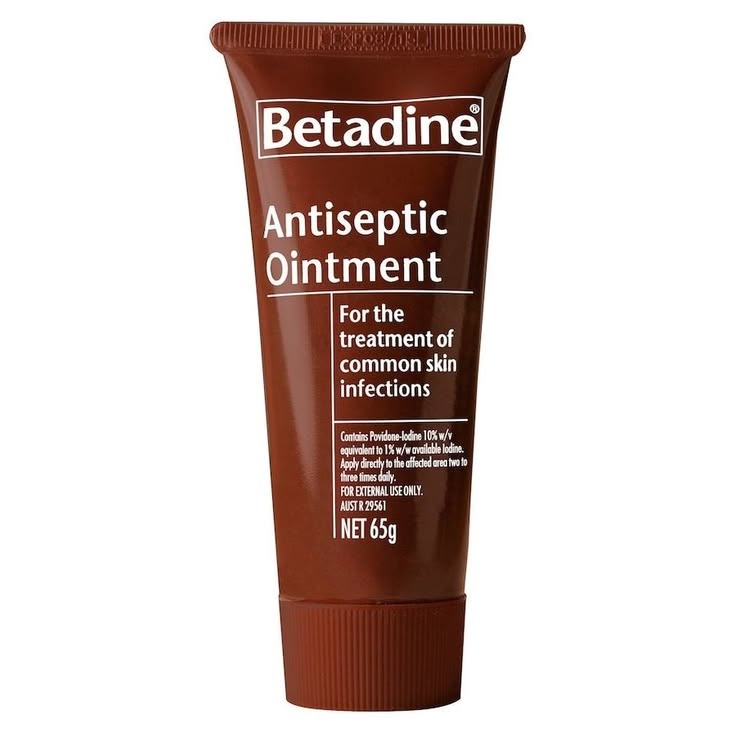 Betadine®
Antiseptic
Ointment
For the
treatment of
common skin
infections
Contains Povidone-Iodine 10% w/v
equivalent to 1% w/w available Iodine.
Apply directly to the affected area two to
three times daily.
FOR EXTERNAL USE ONLY.
AUST R 29561
NET 65g